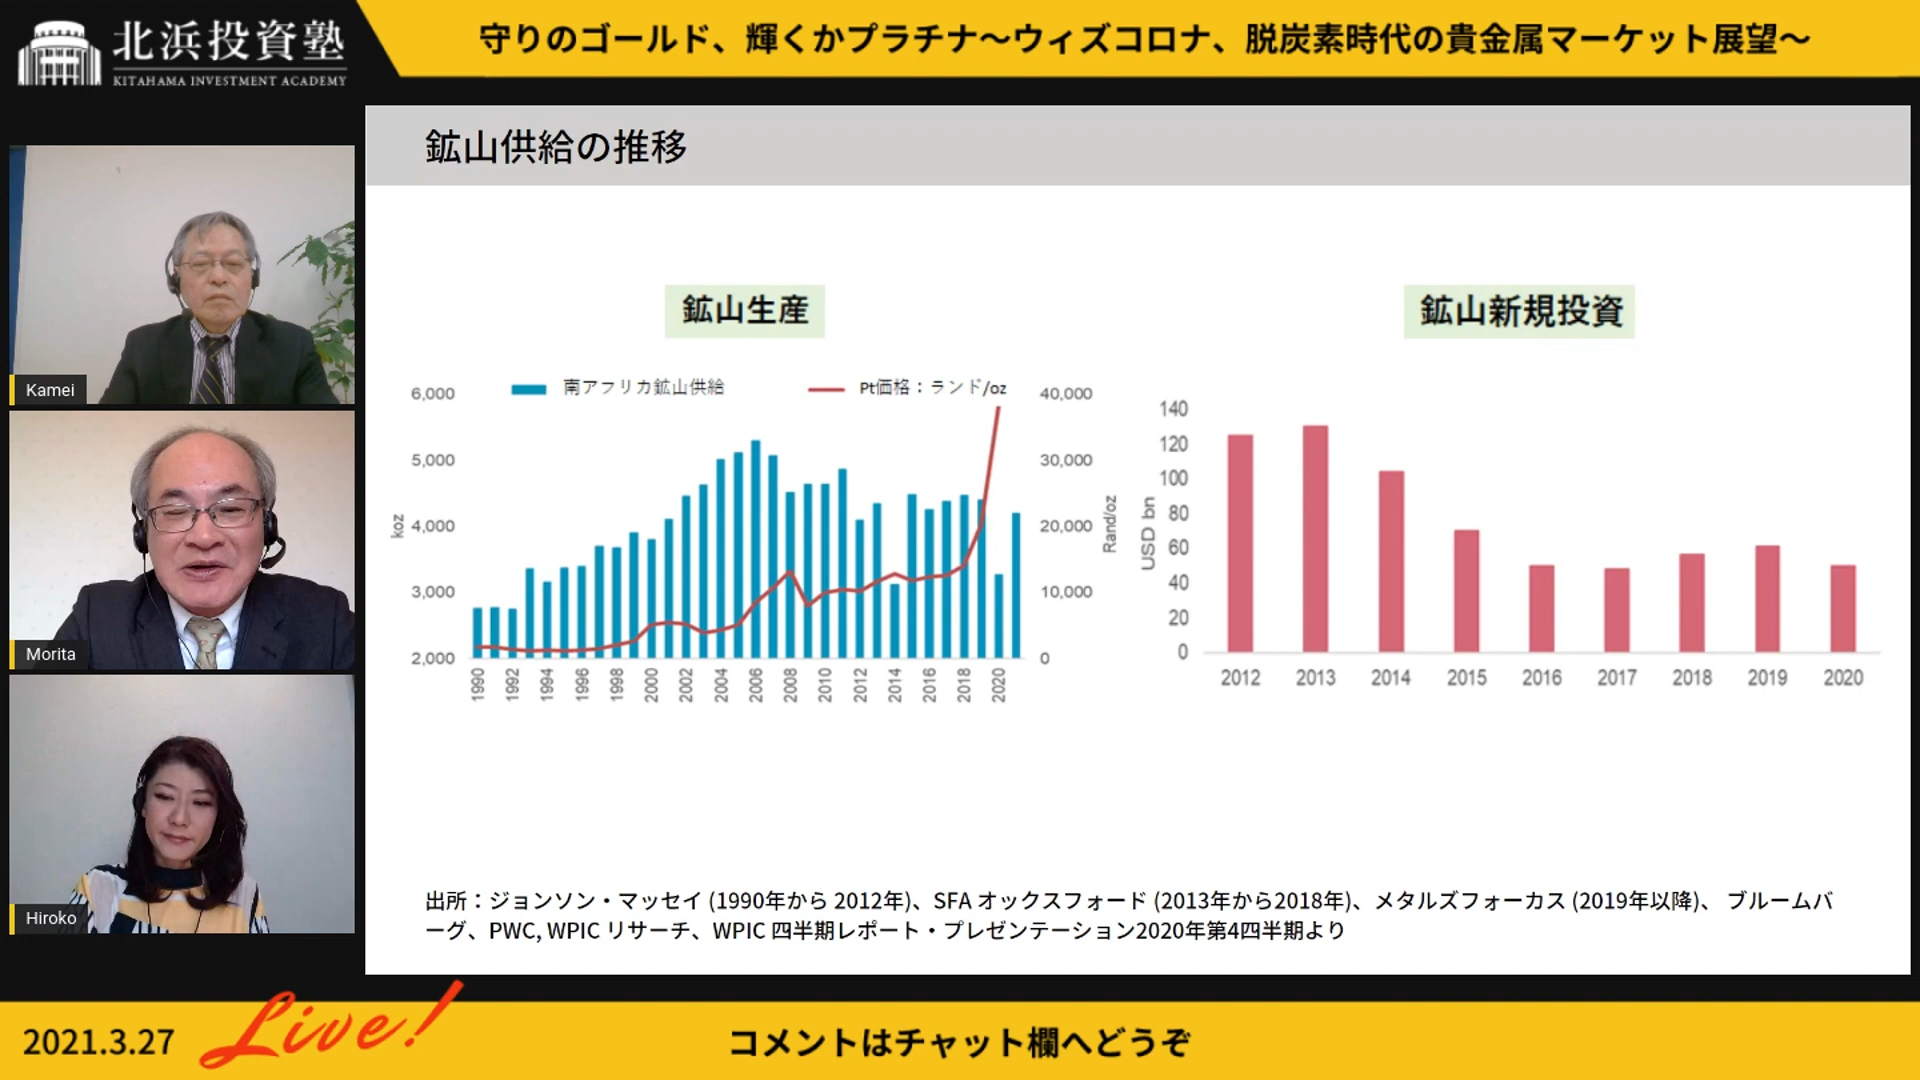 北浜投資塾
KITAHAMA INVESTMENT ACADEMY
守りのゴールド、輝くかプラチナ～ウィズコロナ、脱炭素時代の貴金属マーケット展望～
Kamei
Morita
Hiroko
鉱山供給の推移
鉱山生産
南アフリカ鉱山供給
Pt価格：ランド/oz
6,000
5,000
4,000
3,000
2,000
koz
40,000
30,000
20,000
10,000
0
Rand/oz
1990
1992
1994
1996
1998
2000
2002
2004
2006
2008
2010
2012
2014
2016
2018
2020
鉱山新規投資
USD bn
140
120
100
80
60
40
20
0
2012
2013
2014
2015
2016
2017
2018
2019
2020
出所：ジョンソン・マッセイ (1990年から 2012年)、SFA オックスフォード (2013年から2018年)、メタルズフォーカス (2019年以降)、 ブルームバ
ーグ、PWC, WPIC リサーチ、WPIC 四半期レポート・プレゼンテーション2020年第4四半期より
2021.3.27
Live!
コメントはチャット欄へどうぞ